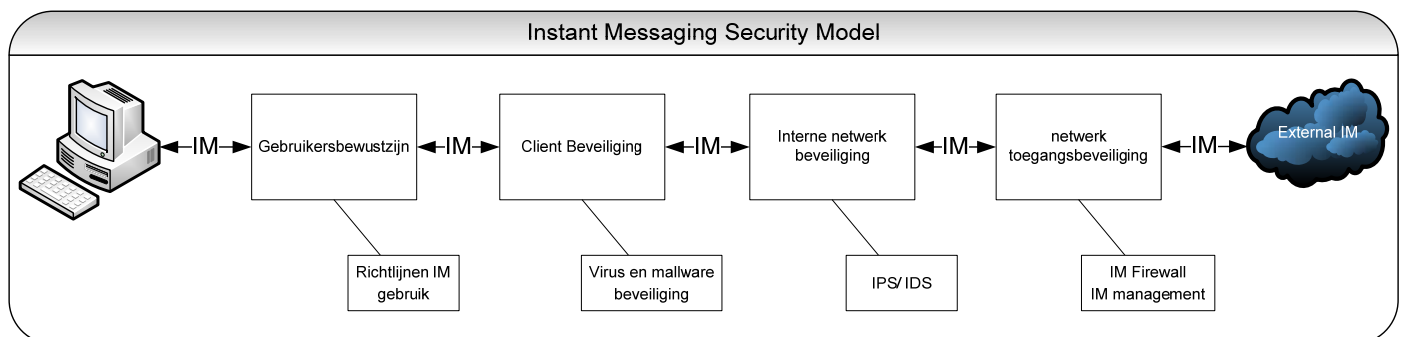 Instant Messaging Security Model
IM
Gebruikersbewustzijn
IM
Client Beveiliging
IM
Interne netwerk
beveiliging
IM
netwerk
toegangsbeveiliging
IM
External IM
Richtlijnen IM
gebruik
Virus en mallware
beveiliging
IPS/ IDS
IM Firewall
IM management